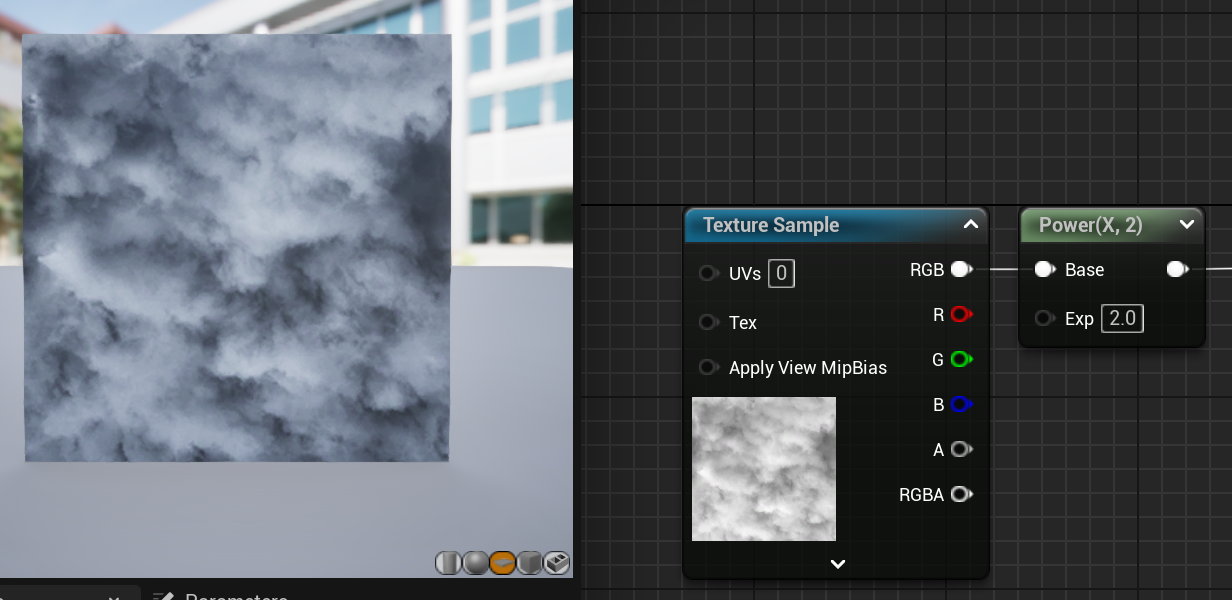 Texture Sample
UVs 0
RGB
R
Tex
G
Apply View MipBias
B
A
RGBA
Power(X, 2)
Base
Exp 2.0
Parameters